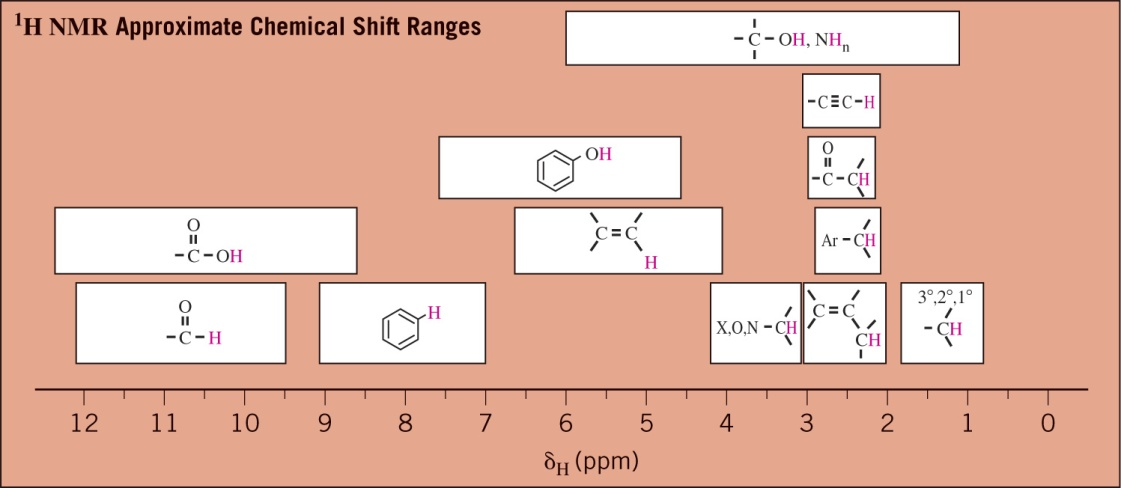 ¹H NMR Approximate Chemical Shift Ranges
-C-OH, NHₙ
-C≡C-H
OH
O
-C-CH
O
-C-OH
C=C
H
Ar-CH
O
-C-H
H
X,O,N-CH
C=C
CH
3°,2°,1°
-CH
12 11 10 9 8 7 6 5 4 3 2 1 0
δH (ppm)